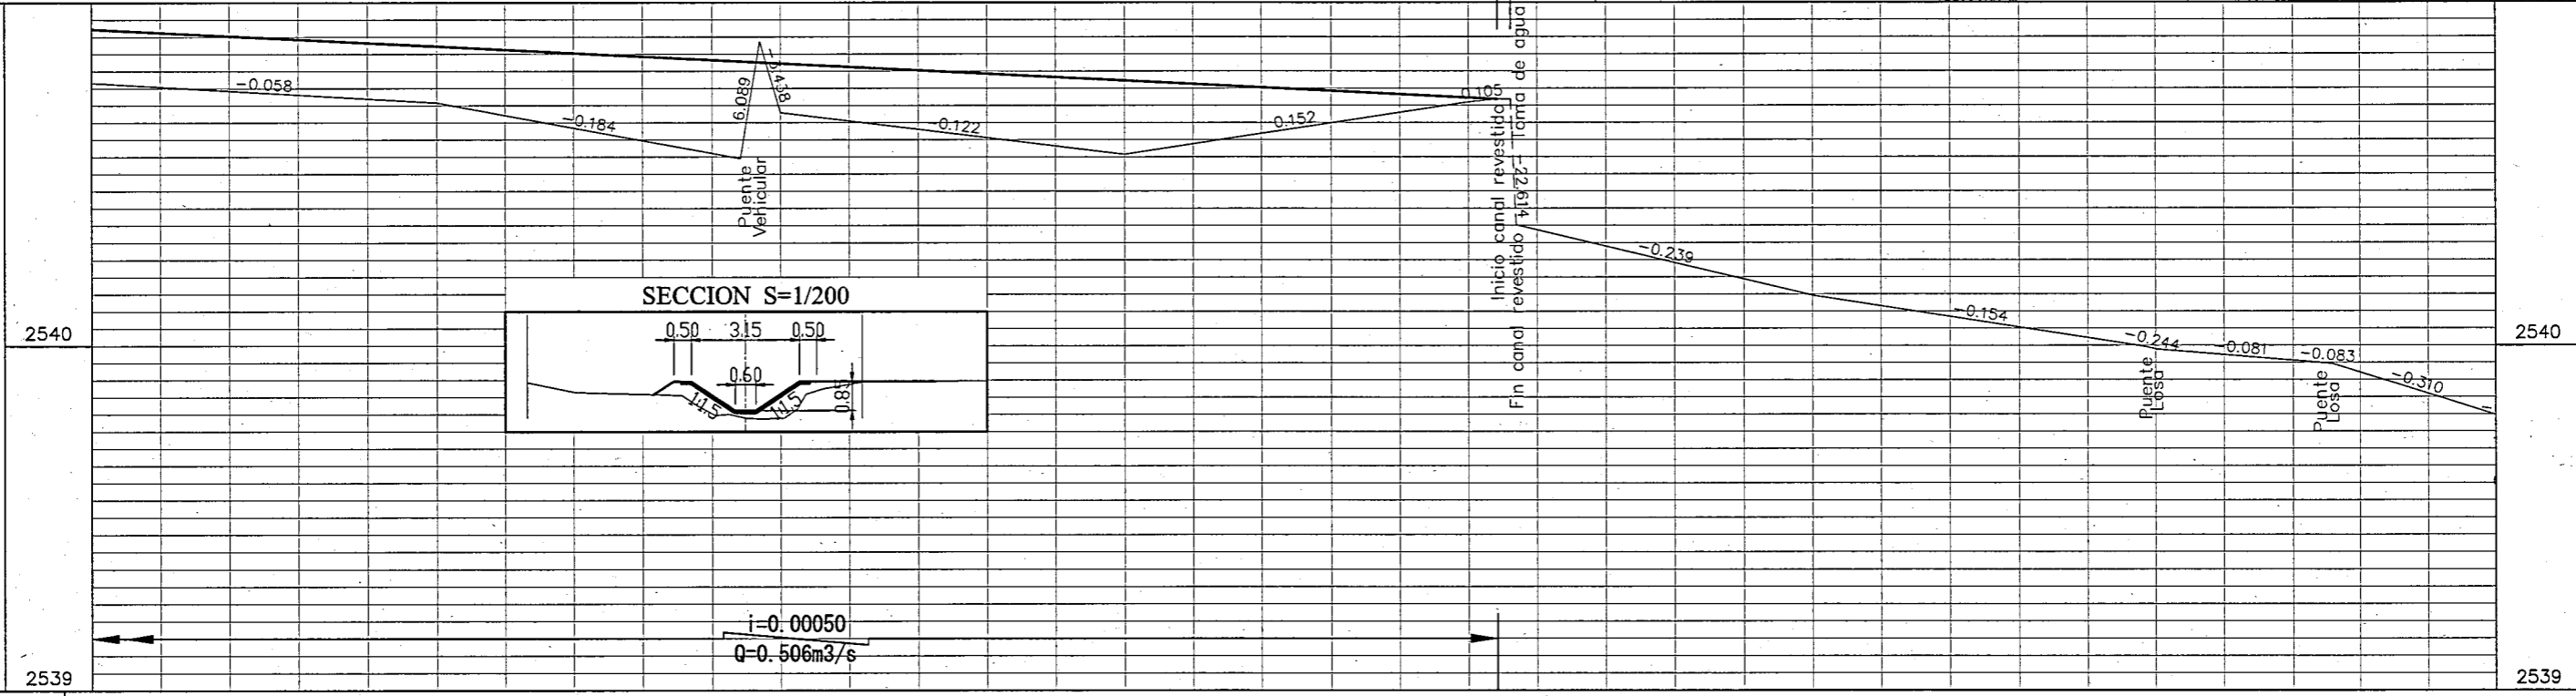 -0.058
-0.184
6.089
-0.122
0.152
0.105
Puente
Vehicular
Inicio canal revestido
Fin canal revestido
Toma de agua
-22.614
-0.239
-0.154
-0.244
-0.081
-0.083
-0.310
Puente
Losa
Puente
Losa
SECCION S=1/200
0.50 3.15 0.50
0.60
1:1.5 1:1.5
0.85
2540
2540
i=0.00050
Q=0.506m3/s
2539
2539